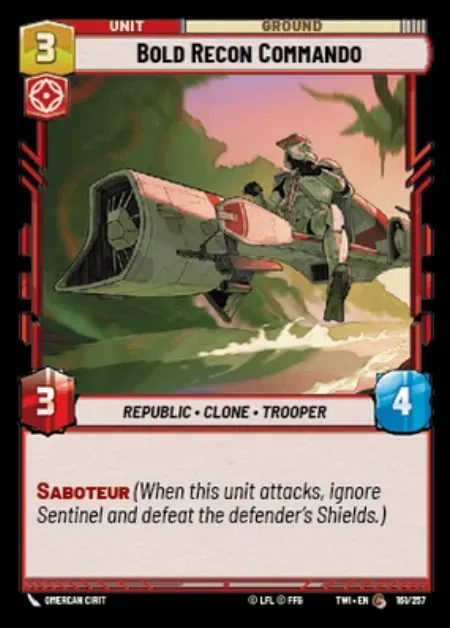 UNIT
GROUND
3
BOLD RECON COMMANDO
3
REPUBLIC • CLONE • TROOPER
4
SABOTEUR (When this unit attacks, ignore
Sentinel and defeat the defender's Shields.)
OMERCAN CIRIT
© LFL © FFG
TWI • EN
C
161/257